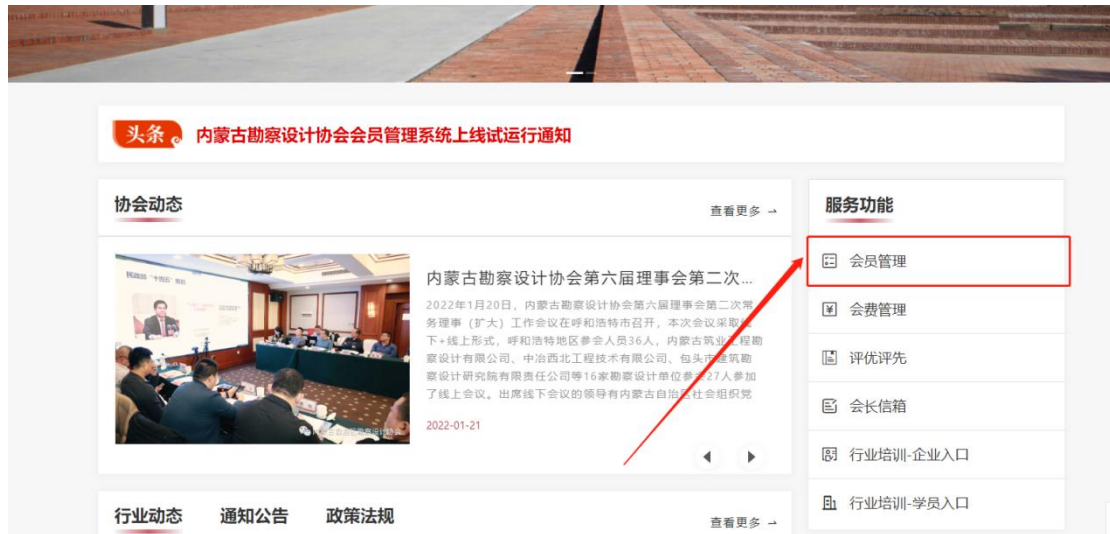 头条
内蒙古勘察设计协会会员管理系统上线试运行通知
协会动态
查看更多 →
民政部 "十四五" 规划
内蒙古勘察设计协会第六届理事会第二次...
2022年1月20日，内蒙古勘察设计协会第六届理事会第二次常
务理事（扩大）工作会议在呼和浩特市召开，本次会议采取线
下+线上形式，呼和浩特地区参会人员36人，内蒙古筑业工程勘
察设计有限公司、中冶西北工程技术有限公司、包头市建筑勘
察设计研究院有限责任公司等16家勘察设计单位参会27人参加
了线上会议。出席线下会议的领导有内蒙古自治区社会组织党
2022-01-21
服务功能
会员管理
会费管理
评优评先
会长信箱
行业培训-企业入口
行业培训-学员入口
行业动态 通知公告 政策法规
查看更多 →